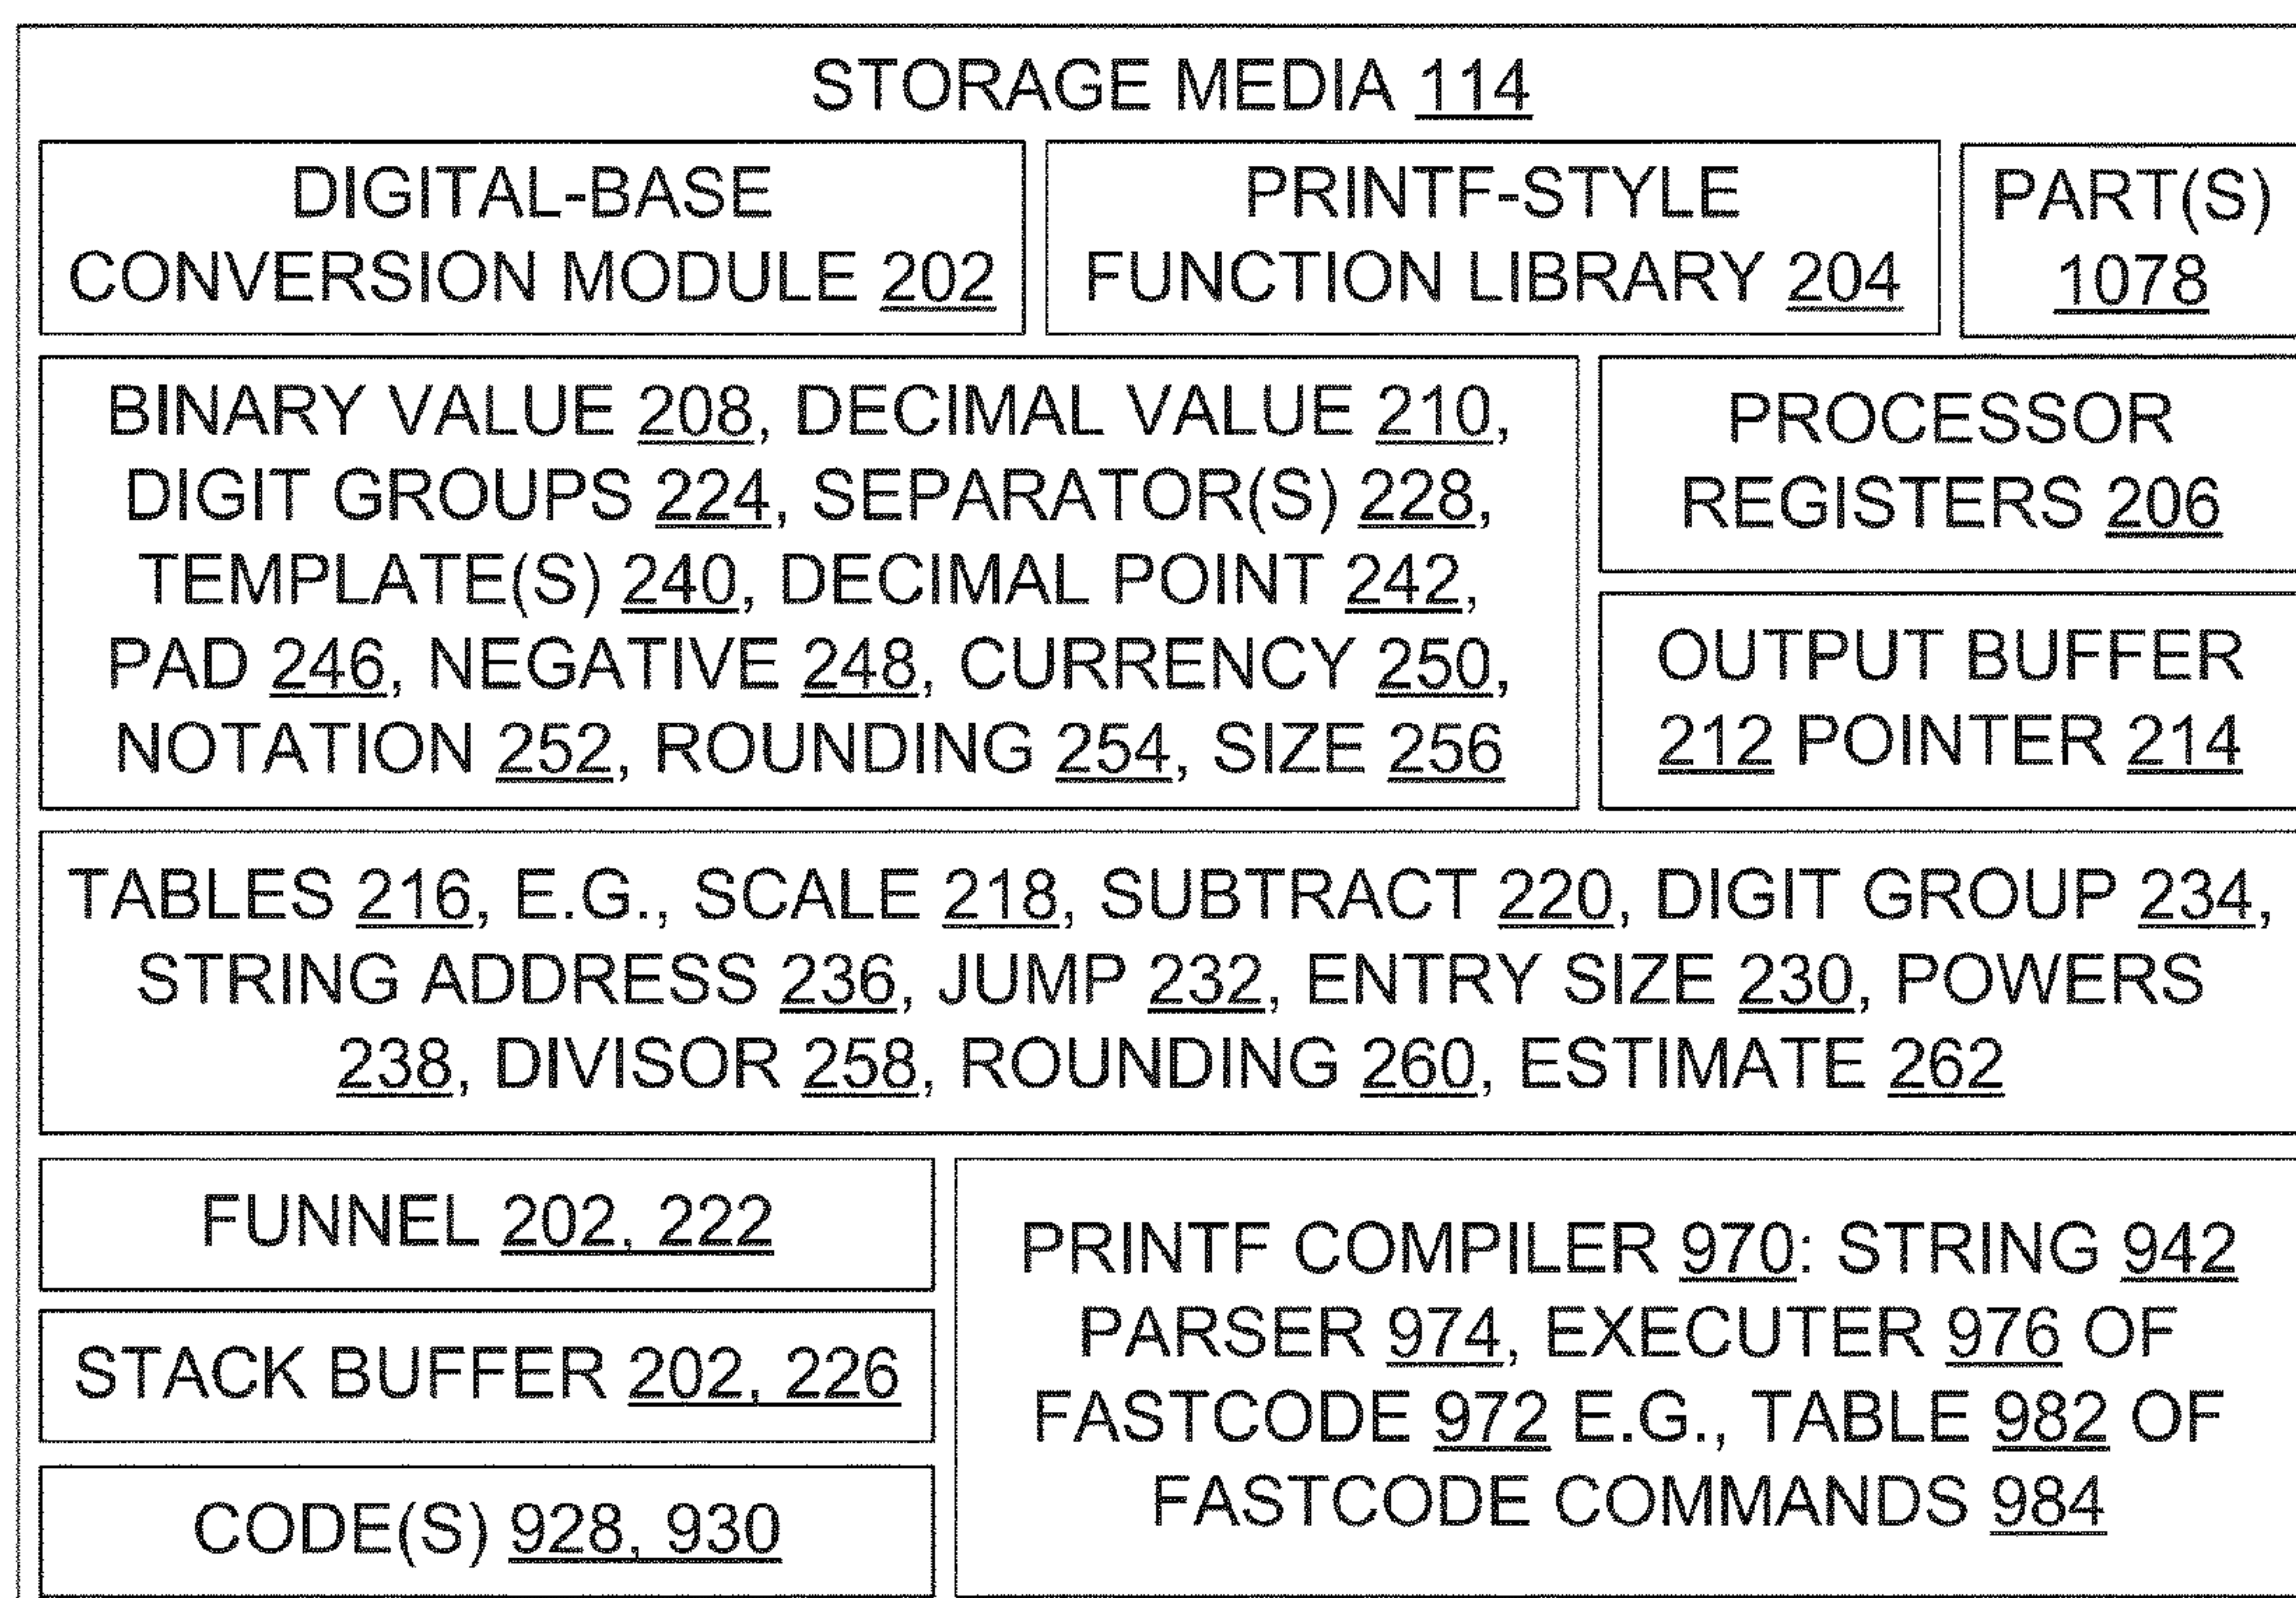 STORAGE MEDIA 114
DIGITAL-BASE
CONVERSION MODULE 202
PRINTF-STYLE
FUNCTION LIBRARY 204
PART(S)
1078
BINARY VALUE 208, DECIMAL VALUE 210,
DIGIT GROUPS 224, SEPARATOR(S) 228,
TEMPLATE(S) 240, DECIMAL POINT 242,
PAD 246, NEGATIVE 248, CURRENCY 250,
NOTATION 252, ROUNDING 254, SIZE 256
PROCESSOR
REGISTERS 206
OUTPUT BUFFER
212 POINTER 214
TABLES 216, E.G., SCALE 218, SUBTRACT 220, DIGIT GROUP 234,
STRING ADDRESS 236, JUMP 232, ENTRY SIZE 230, POWERS
238, DIVISOR 258, ROUNDING 260, ESTIMATE 262
FUNNEL 202, 222
STACK BUFFER 202, 226
CODE(S) 928, 930
PRINTF COMPILER 970: STRING 942
PARSER 974, EXECUTER 976 OF
FASTCODE 972 E.G., TABLE 982 OF
FASTCODE COMMANDS 984